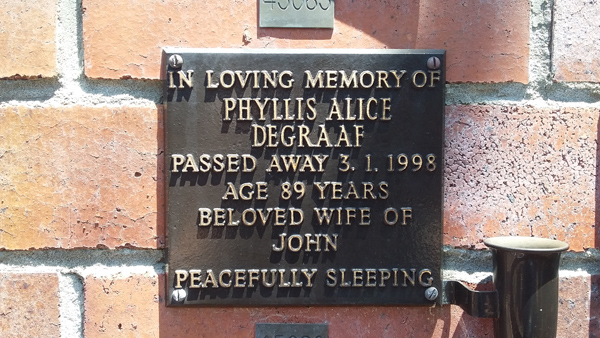 IN LOVING MEMORY OF
PHYLLIS ALICE
DEGRAAF
PASSED AWAY 3. 1. 1998
AGE 89 YEARS
BELOVED WIFE OF
JOHN
PEACEFULLY SLEEPING